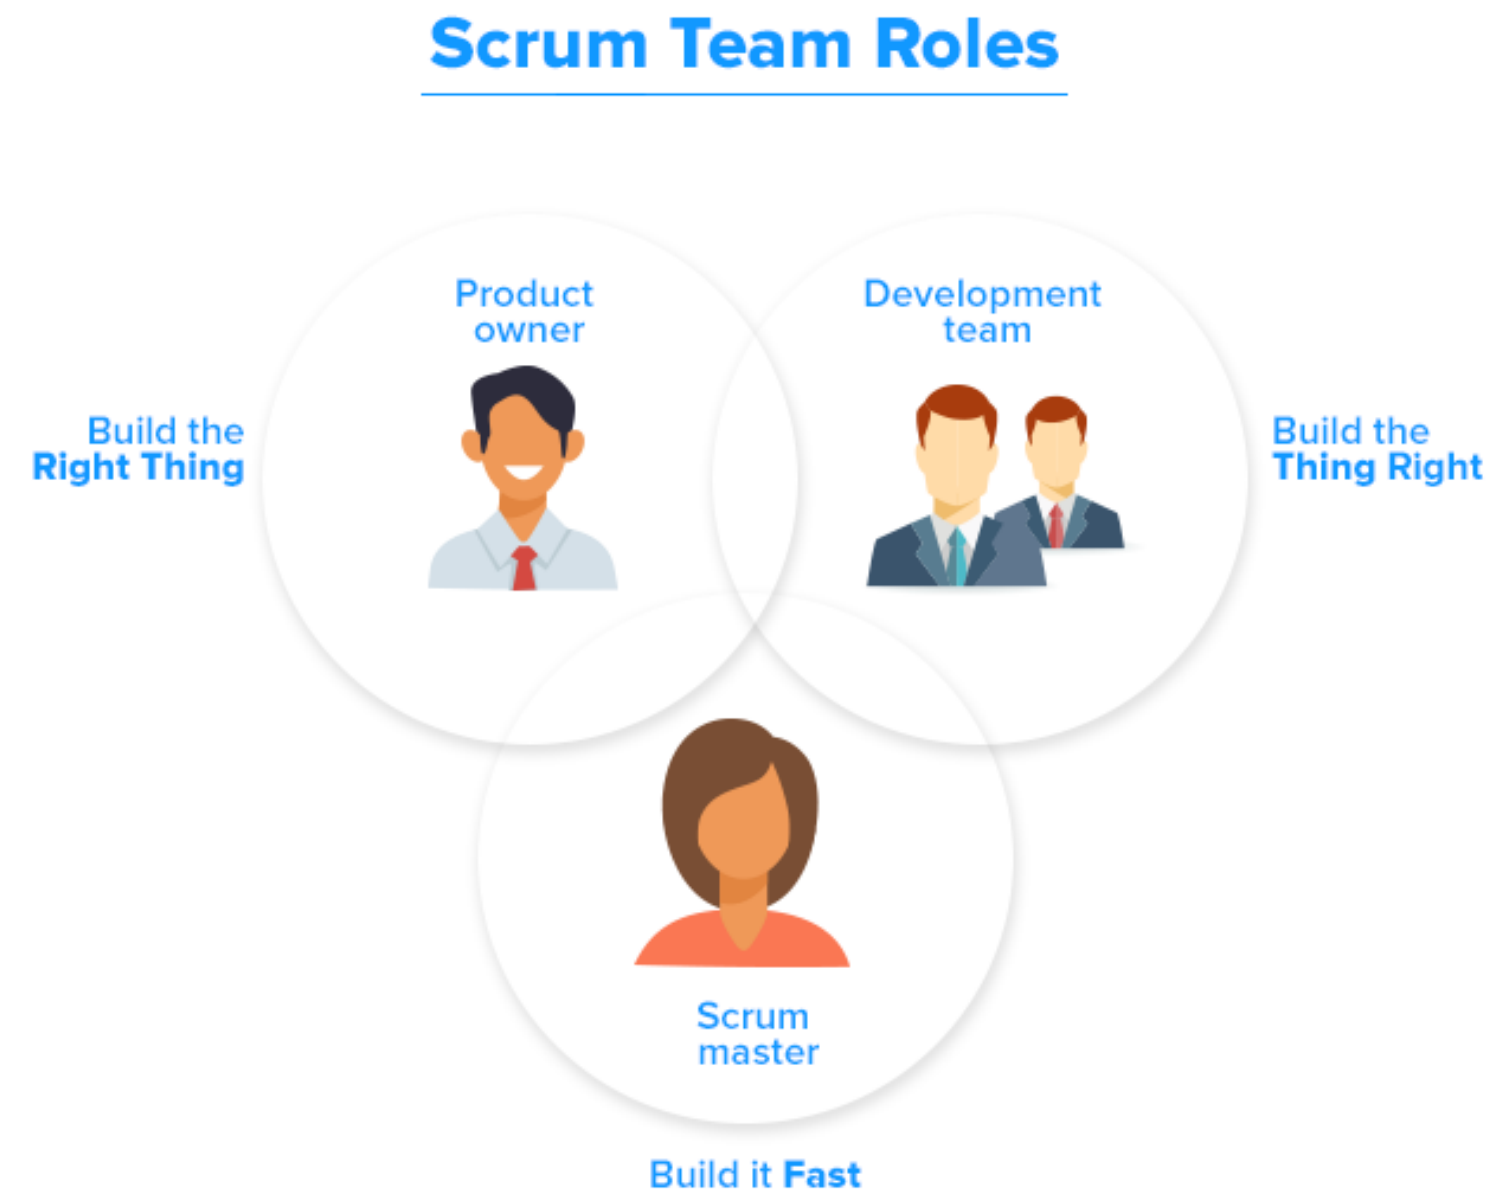 Scrum Team Roles
Product
owner
Development
team
Build the
Right Thing
Build the
Thing Right
Scrum
master
Build it Fast